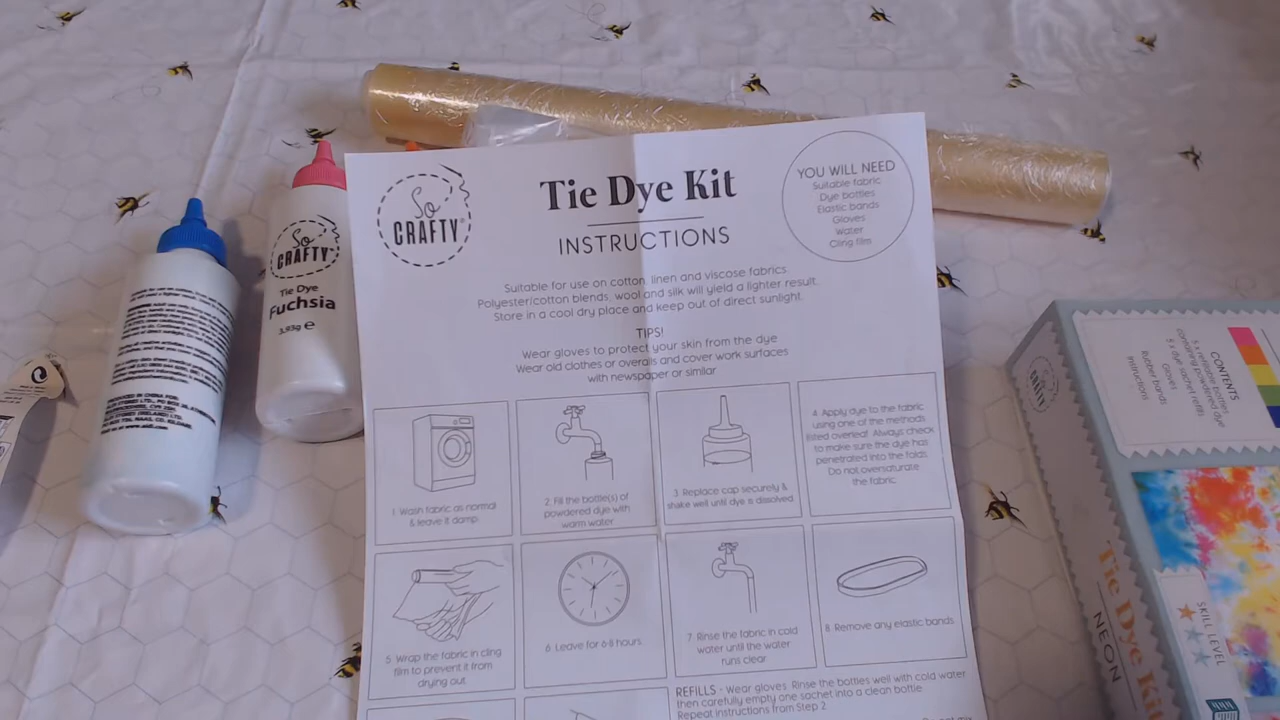 So
CRAFTY
Tie Dye Kit
INSTRUCTIONS
YOU WILL NEED
Suitable fabric
Dye bottles
Elastic bands
Gloves
Water
Cling film
Suitable for use on cotton, linen and viscose fabrics.
Polyester/cotton blends, wool and silk will yield a lighter result.
Store in a cool dry place and keep out of direct sunlight.
TIPS!
Wear gloves to protect your skin from the dye
Wear old clothes or overalls and cover work surfaces
with newspaper or similar
1. Wash fabric as normal
& leave it damp.
2. Fill the bottle(s) of
powdered dye with
warm water
3. Replace cap securely &
shake well until dye is dissolved
4. Apply dye to the fabric
using one of the methods
listed overleaf. Always check
to make sure the dye has
penetrated into the folds.
Do not oversaturate
the fabric.
5. Wrap the fabric in cling
film to prevent it from
drying out.
6. Leave for 6-8 hours.
7. Rinse the fabric in cold
water until the water
runs clear
8. Remove any elastic bands.
REFILLS - Wear gloves. Rinse the bottles well with cold water
then carefully empty one sachet into a clean bottle.
Repeat instructions from Step 2
So
CRAFTY
Tie Dye
Fuchsia
3.93g e
CONTENTS
5 x dye sachet refills
Gloves
Rubber bands
Instructions
Tie Dye Kit
NEON
SKILL LEVEL